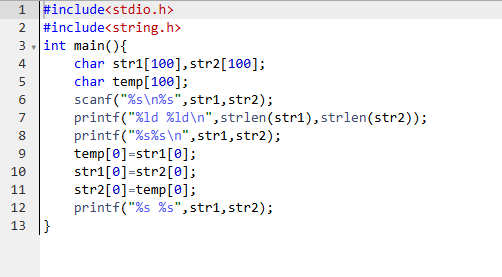 1 #include<stdio.h>
2 #include<string.h>
3 int main(){
4     char str1[100],str2[100];
5     char temp[100];
6     scanf("%s\n%s",str1,str2);
7     printf("%ld %ld\n",strlen(str1),strlen(str2));
8     printf("%s%s\n",str1,str2);
9     temp[0]=str1[0];
10     str1[0]=str2[0];
11     str2[0]=temp[0];
12     printf("%s %s",str1,str2);
13 }